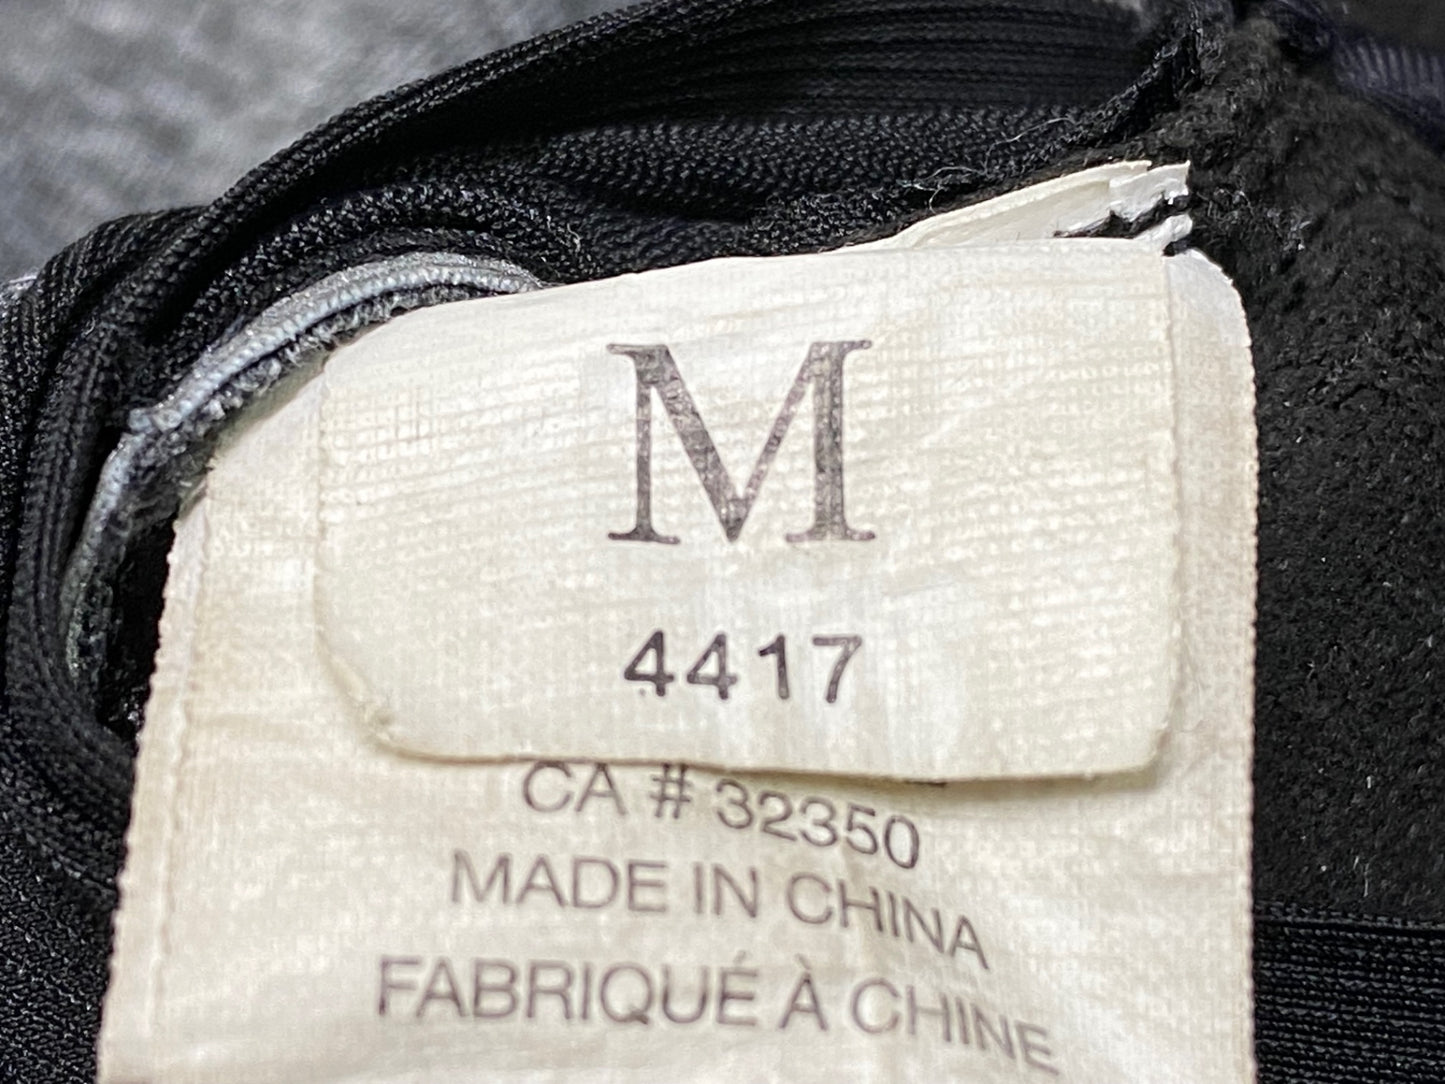 M
4417
CA # 32350
MADE IN CHINA
FABRIQUÉ À CHINE